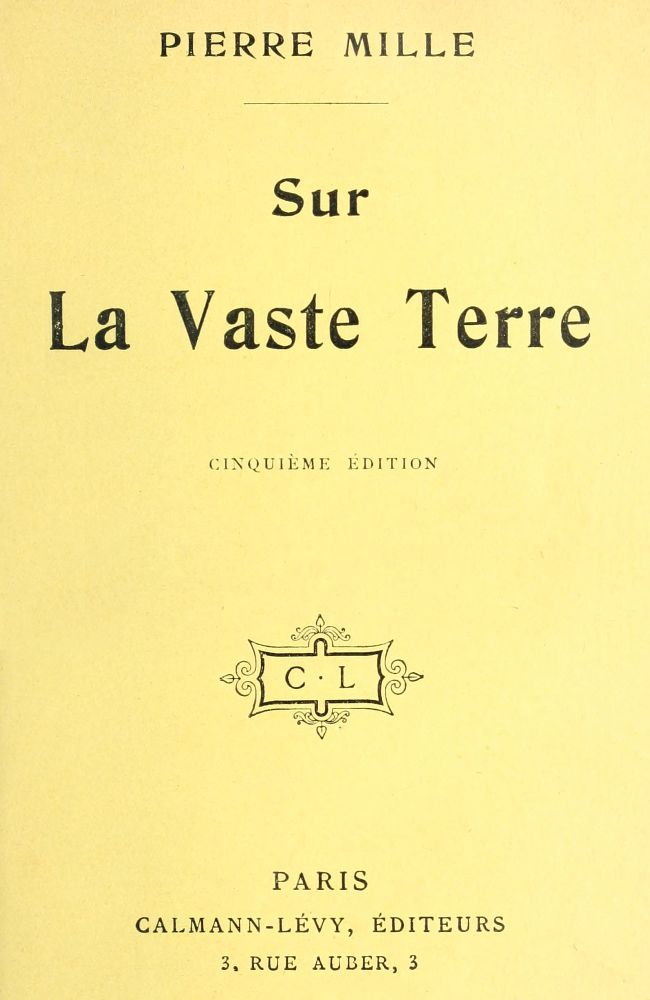 PIERRE MILLE
Sur
La Vaste Terre
CINQUIÈME ÉDITION
C · L
PARIS
CALMANN-LÉVY, ÉDITEURS
3, RUE AUBER, 3